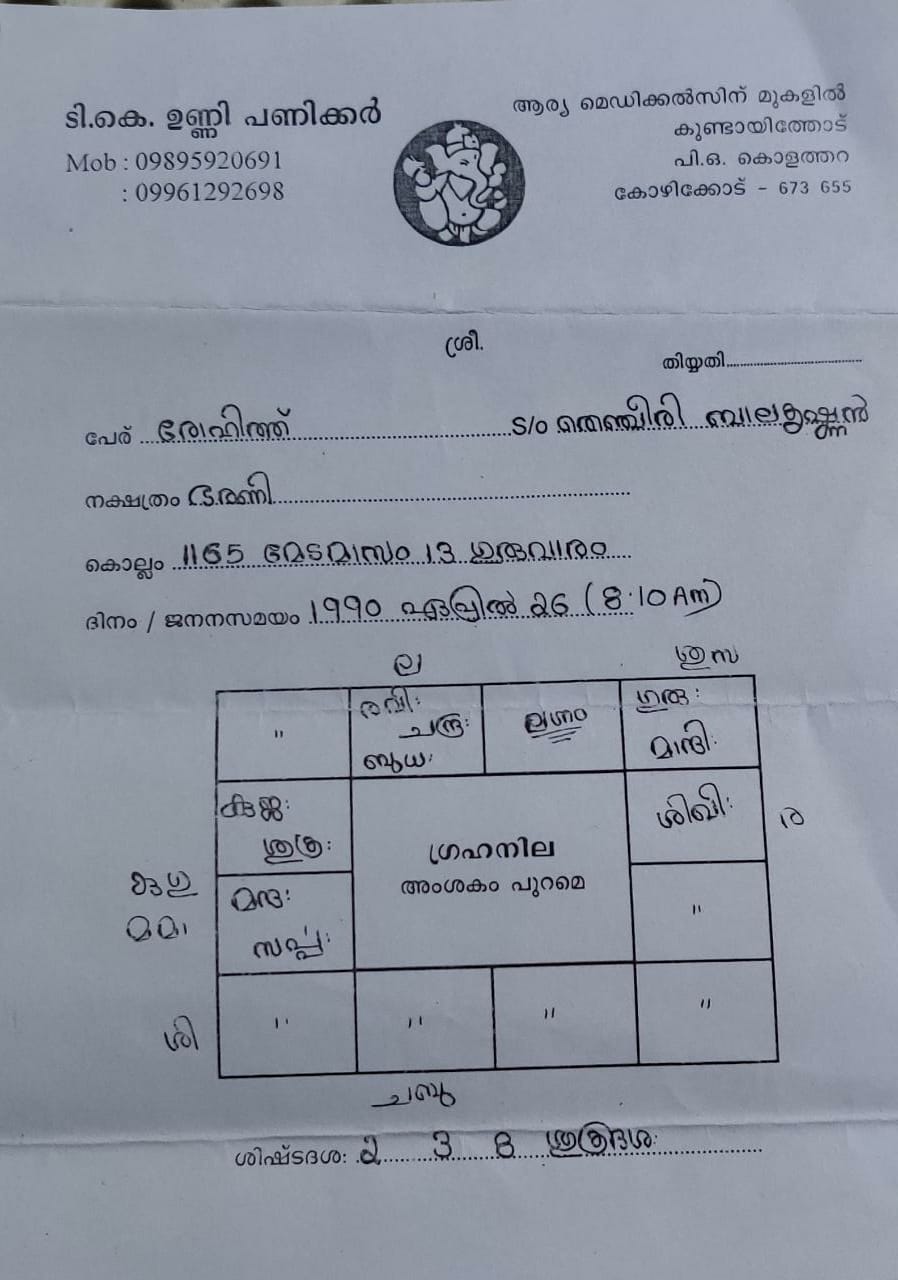 ടി.കെ. ഉണ്ണി പണിക്കർ
Mob : 09895920691
: 09961292698
ആര്യ മെഡിക്കൽസിന് മുകളിൽ
കുണ്ടായിത്തോട്
പി.ഒ. കൊളത്തറ
കോഴിക്കോട് - 673 655
ശ്രീ.
തിയ്യതി
പേര് രോഹിത്ത് S/o ബാലകൃഷ്ണൻ
നക്ഷത്രം ഭരണി
കൊല്ലം 1165 മേടമാസം 13 ഗുരുവാരം
ദിനം / ജനനസമയം 1990 ഏപ്രിൽ 26 (8:10 Am)
ല
" രവി: ചന്ദ്ര: ബുധ: ലഗ്നം ഗുരു: മാന്ദി:
കുജ: ശുക്ര: ശിഖി: ര
ഗ്രഹനില
അംശകം പുറമെ
മന്ദ: സർപ്പ: "
മമാ
ശി " " " "
ചബു
ശിഷ്ടദശ: 2 3 8 ശുക്രദശ: